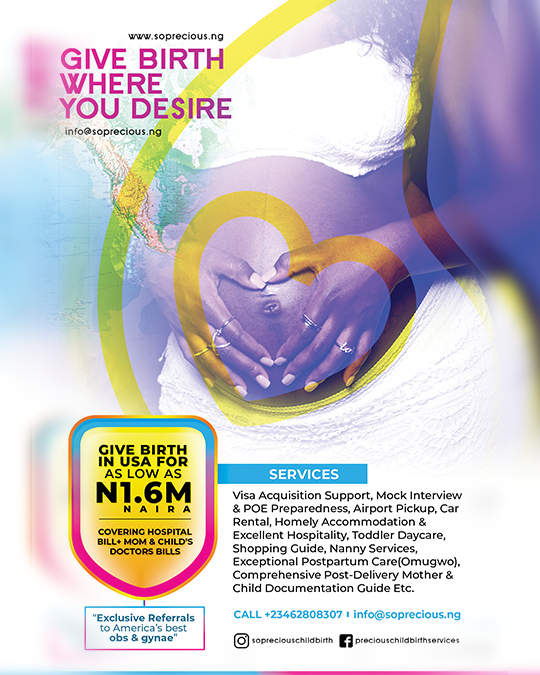 www.soprecious.ng
GIVE BIRTH
WHERE
YOU DESIRE
info@soprecious.ng
GIVE BIRTH
IN USA FOR
AS LOW AS
N1.6M
NAIRA
COVERING HOSPITAL
BILL+ MOM & CHILD'S
DOCTORS BILLS
"Exclusive Referrals
to America's best
obs & gynae"
SERVICES
Visa Acquisition Support, Mock Interview
& POE Preparedness, Airport Pickup, Car
Rental, Homely Accommodation &
Excellent Hospitality, Toddler Daycare,
Shopping Guide, Nanny Services,
Exceptional Postpartum Care(Omugwo),
Comprehensive Post-Delivery Mother &
Child Documentation Guide Etc.
CALL +23462808307 I info@soprecious.ng
sopreciouschildbirth preciouschildbirthservices